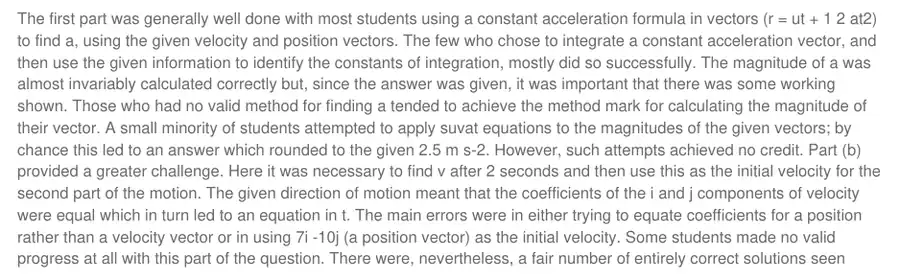 The first part was generally well done with most students using a constant acceleration formula in vectors (r = ut + 1 2 at2)
to find a, using the given velocity and position vectors. The few who chose to integrate a constant acceleration vector, and
then use the given information to identify the constants of integration, mostly did so successfully. The magnitude of a was
almost invariably calculated correctly but, since the answer was given, it was important that there was some working
shown. Those who had no valid method for finding a tended to achieve the method mark for calculating the magnitude of
their vector. A small minority of students attempted to apply suvat equations to the magnitudes of the given vectors; by
chance this led to an answer which rounded to the given 2.5 m s-2. However, such attempts achieved no credit. Part (b)
provided a greater challenge. Here it was necessary to find v after 2 seconds and then use this as the initial velocity for the
second part of the motion. The given direction of motion meant that the coefficients of the i and j components of velocity
were equal which in turn led to an equation in t. The main errors were in either trying to equate coefficients for a position
rather than a velocity vector or in using 7i -10j (a position vector) as the initial velocity. Some students made no valid
progress at all with this part of the question. There were, nevertheless, a fair number of entirely correct solutions seen